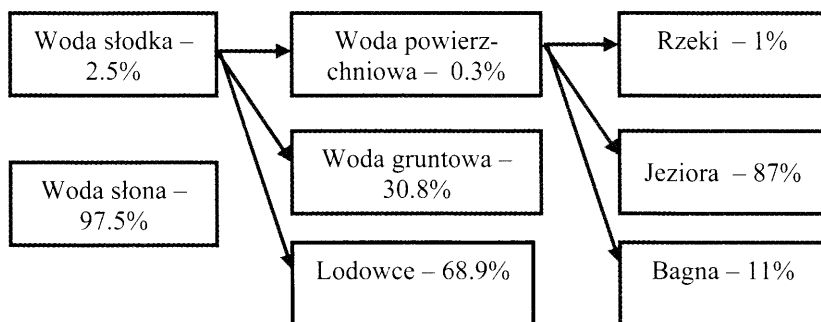 Woda słodka –
2.5%
Woda słona –
97.5%
Woda powierz-
chniowa – 0.3%
Woda gruntowa –
30.8%
Lodowce – 68.9%
Rzeki – 1%
Jeziora – 87%
Bagna – 11%